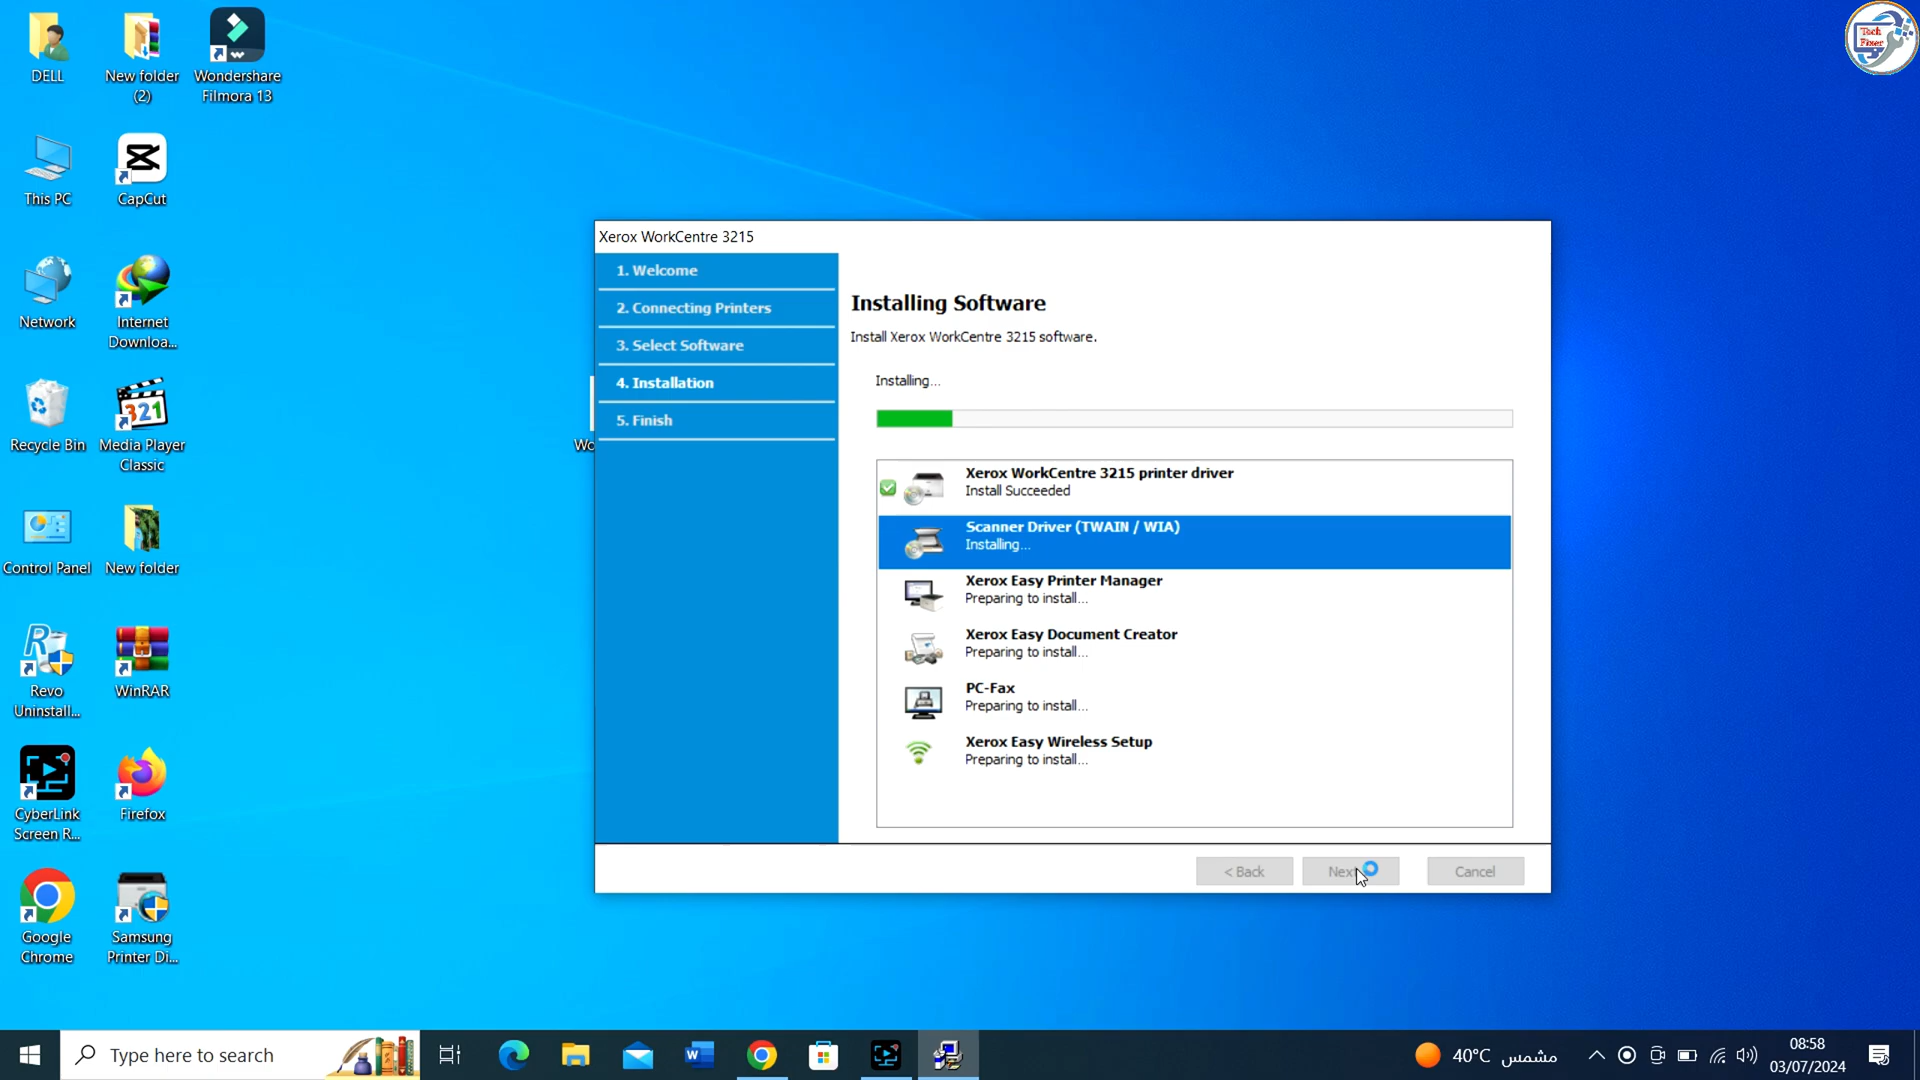 DELL
New folder
(2)
Wondershare
Filmora 13
Tech
Fixer
This PC
CapCut
Network
Internet
Downloa...
Recycle Bin
Media Player
Classic
321
Control Panel
New folder
Revo
Uninstall...
WinRAR
CyberLink
Screen R...
Firefox
Google
Chrome
Samsung
Printer Di...
Wo
Xerox WorkCentre 3215
1. Welcome
2. Connecting Printers
3. Select Software
4. Installation
5. Finish
Installing Software
Install Xerox WorkCentre 3215 software.
Installing...
Xerox WorkCentre 3215 printer driver
Install Succeeded
Scanner Driver (TWAIN / WIA)
Installing...
Xerox Easy Printer Manager
Preparing to install...
Xerox Easy Document Creator
Preparing to install...
PC-Fax
Preparing to install...
Xerox Easy Wireless Setup
Preparing to install...
< Back
Next
Cancel
Type here to search
40°C مشمس
08:58
03/07/2024